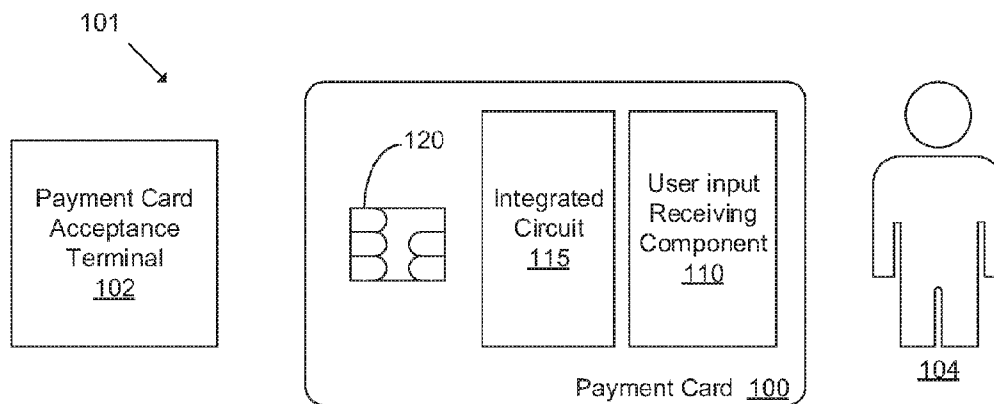 101
120
Payment Card
Acceptance
Terminal
102
Integrated
Circuit
115
User input
Receiving
Component
110
Payment Card 100
104